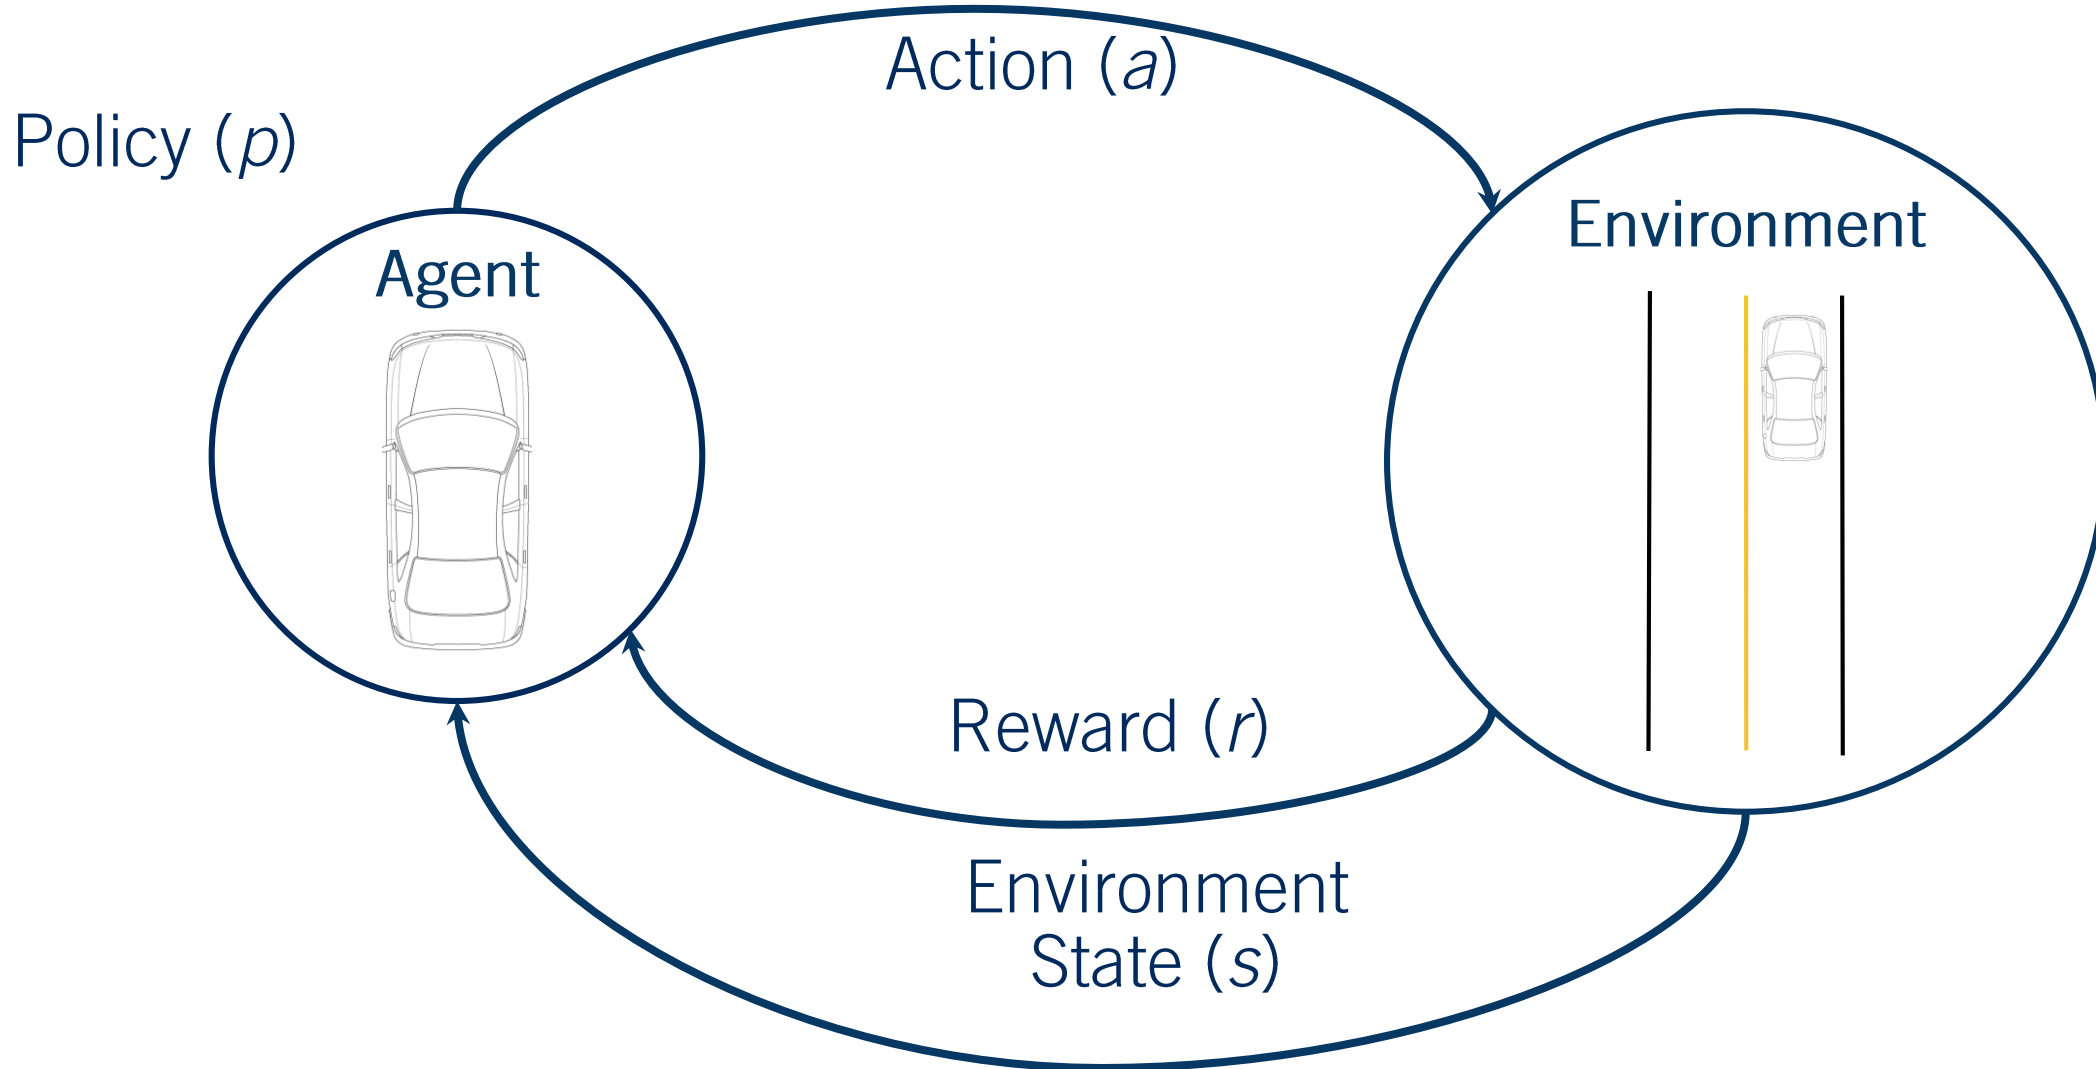 Action (a)
Policy (p)
Environment
Agent
Reward (r)
Environment
State (s)